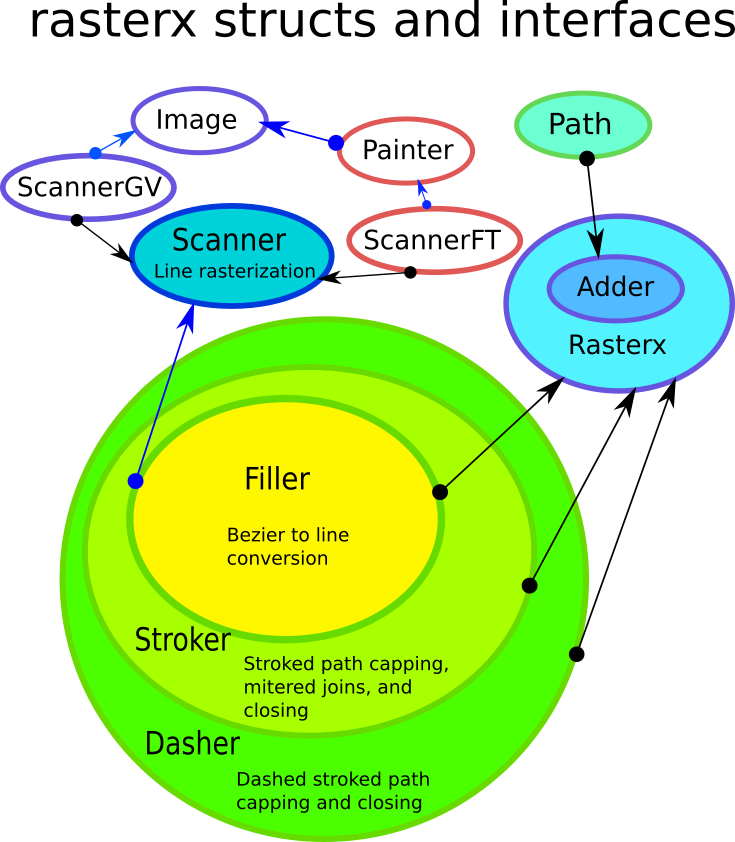 rasterx structs and interfaces
Image
Painter
Path
ScannerGV
Scanner
Line rasterization
ScannerFT
Adder
Rasterx
Filler
Bezier to line
conversion
Stroker
Stroked path capping,
mitered joins, and
closing
Dasher
Dashed stroked path
capping and closing